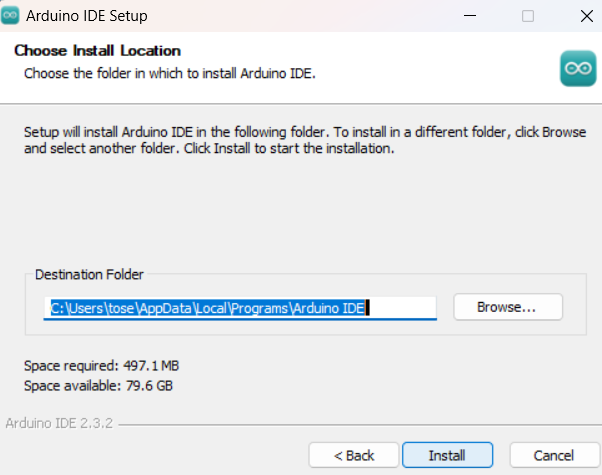 Arduino IDE Setup
Choose Install Location
Choose the folder in which to install Arduino IDE.
Setup will install Arduino IDE in the following folder. To install in a different folder, click Browse
and select another folder. Click Install to start the installation.
Destination Folder
C:\Users\tose\AppData\Local\Programs\Arduino IDE
Browse...
Space required: 497.1 MB
Space available: 79.6 GB
Arduino IDE 2.3.2
< Back
Install
Cancel